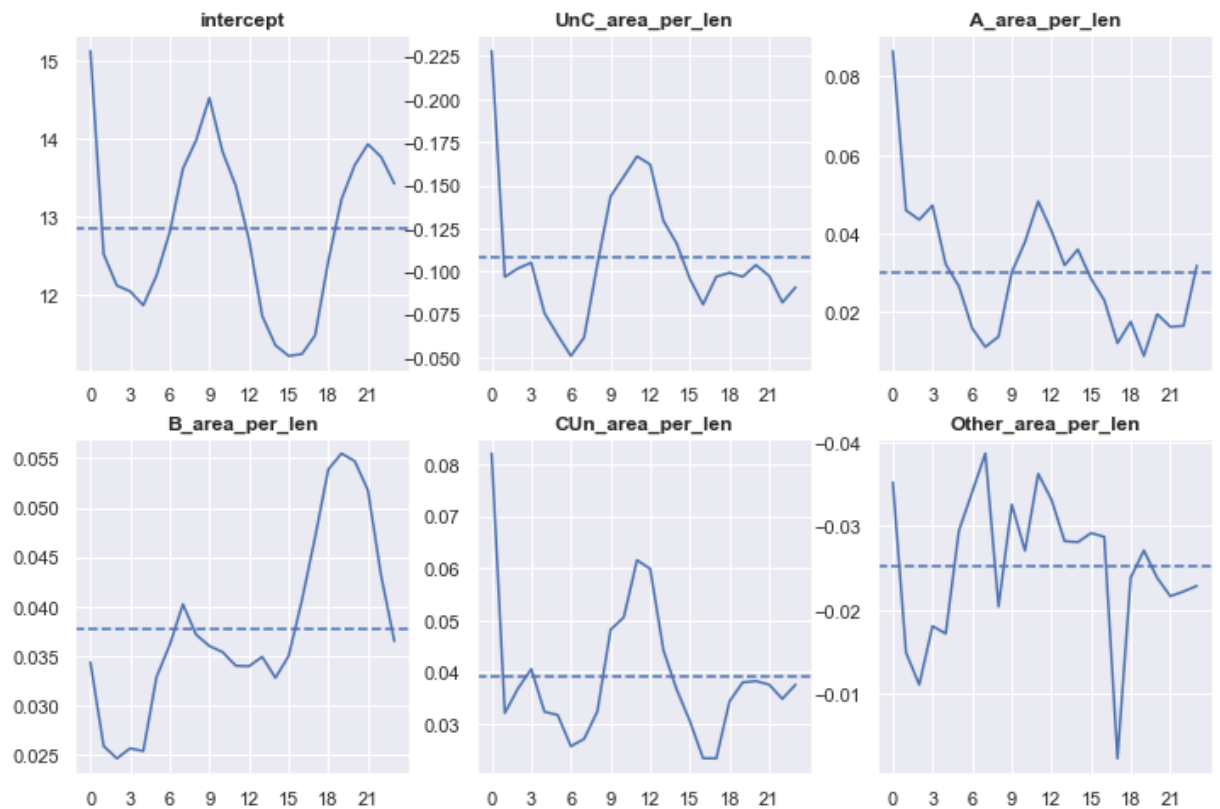 intercept
15
14
13
12
0 3 6 9 12 15 18 21
UnC_area_per_len
−0.225
−0.200
−0.175
−0.150
−0.125
−0.100
−0.075
−0.050
0 3 6 9 12 15 18 21
A_area_per_len
0.08
0.06
0.04
0.02
0 3 6 9 12 15 18 21
B_area_per_len
0.055
0.050
0.045
0.040
0.035
0.030
0.025
0 3 6 9 12 15 18 21
CUn_area_per_len
0.08
0.07
0.06
0.05
0.04
0.03
0 3 6 9 12 15 18 21
Other_area_per_len
−0.04
−0.03
−0.02
−0.01
0 3 6 9 12 15 18 21